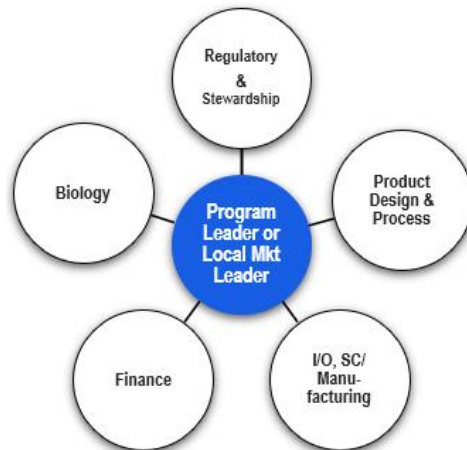 Regulatory
&
Stewardship
Biology
Program
Leader or
Local Mkt
Leader
Product
Design &
Process
Finance
I/O, SC/
Manu-
facturing